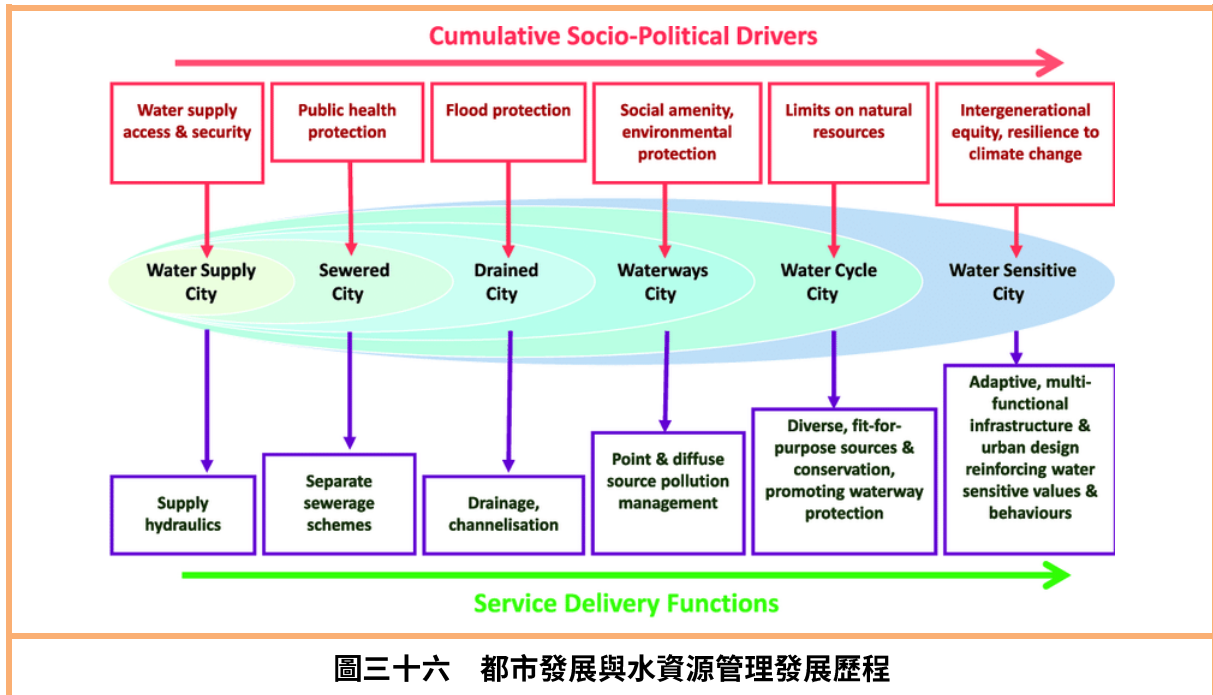 Cumulative Socio-Political Drivers
Water supply
access & security
Public health
protection
Flood protection
Social amenity,
environmental
protection
Limits on natural
resources
Intergenerational
equity, resilience to
climate change
Water Supply
City
Sewered
City
Drained
City
Waterways
City
Water Cycle
City
Water Sensitive
City
Supply
hydraulics
Separate
sewerage
schemes
Drainage,
channelisation
Point & diffuse
source pollution
management
Diverse, fit-for-
purpose sources &
conservation,
promoting waterway
protection
Adaptive, multi-
functional
infrastructure &
urban design
reinforcing water
sensitive values &
behaviours
Service Delivery Functions
圖三十六 都市發展與水資源管理發展歷程